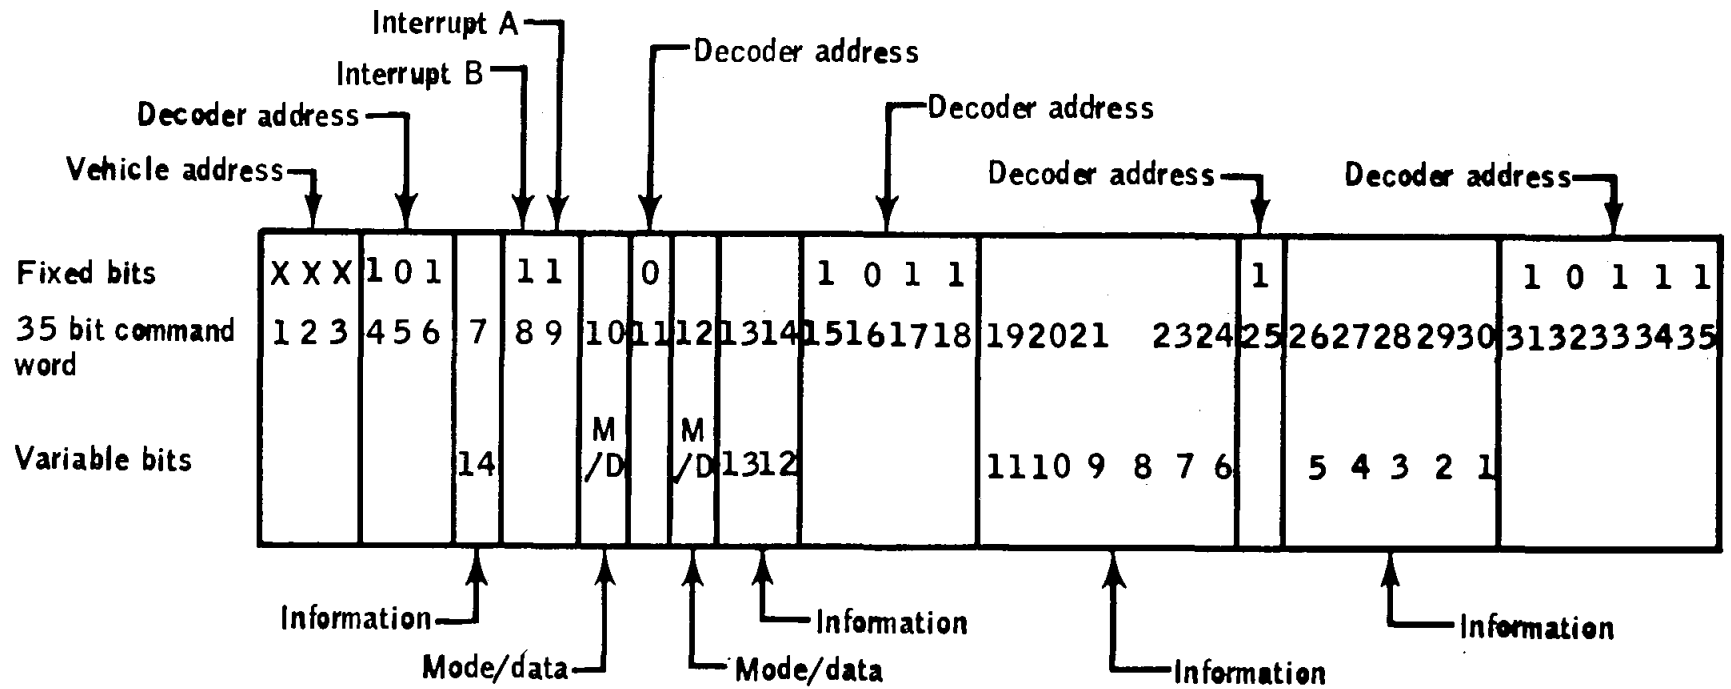 Interrupt A
Interrupt B
Decoder address
Decoder address
Decoder address
Vehicle address
Decoder address
Decoder address
Fixed bits X X X 1 0 1 1 1 0 1 0 1 1 1 1 0 1 1 1
35 bit command word 1 2 3 4 5 6 7 8 9 10 11 12 13 14 15 16 17 18 19 20 21 23 24 25 26 27 28 29 30 31 32 33 34 35
Variable bits 14 M/D M/D 13 12 11 10 9 8 7 6 5 4 3 2 1
Information
Information
Information
Mode/data
Mode/data
Information